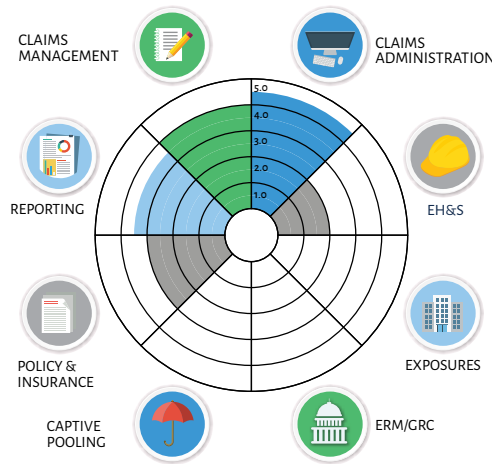 CLAIMS
MANAGEMENT
CLAIMS
ADMINISTRATION
5.0
4.0
3.0
2.0
1.0
REPORTING
EH&S
POLICY &
INSURANCE
EXPOSURES
CAPTIVE
POOLING
ERM/GRC